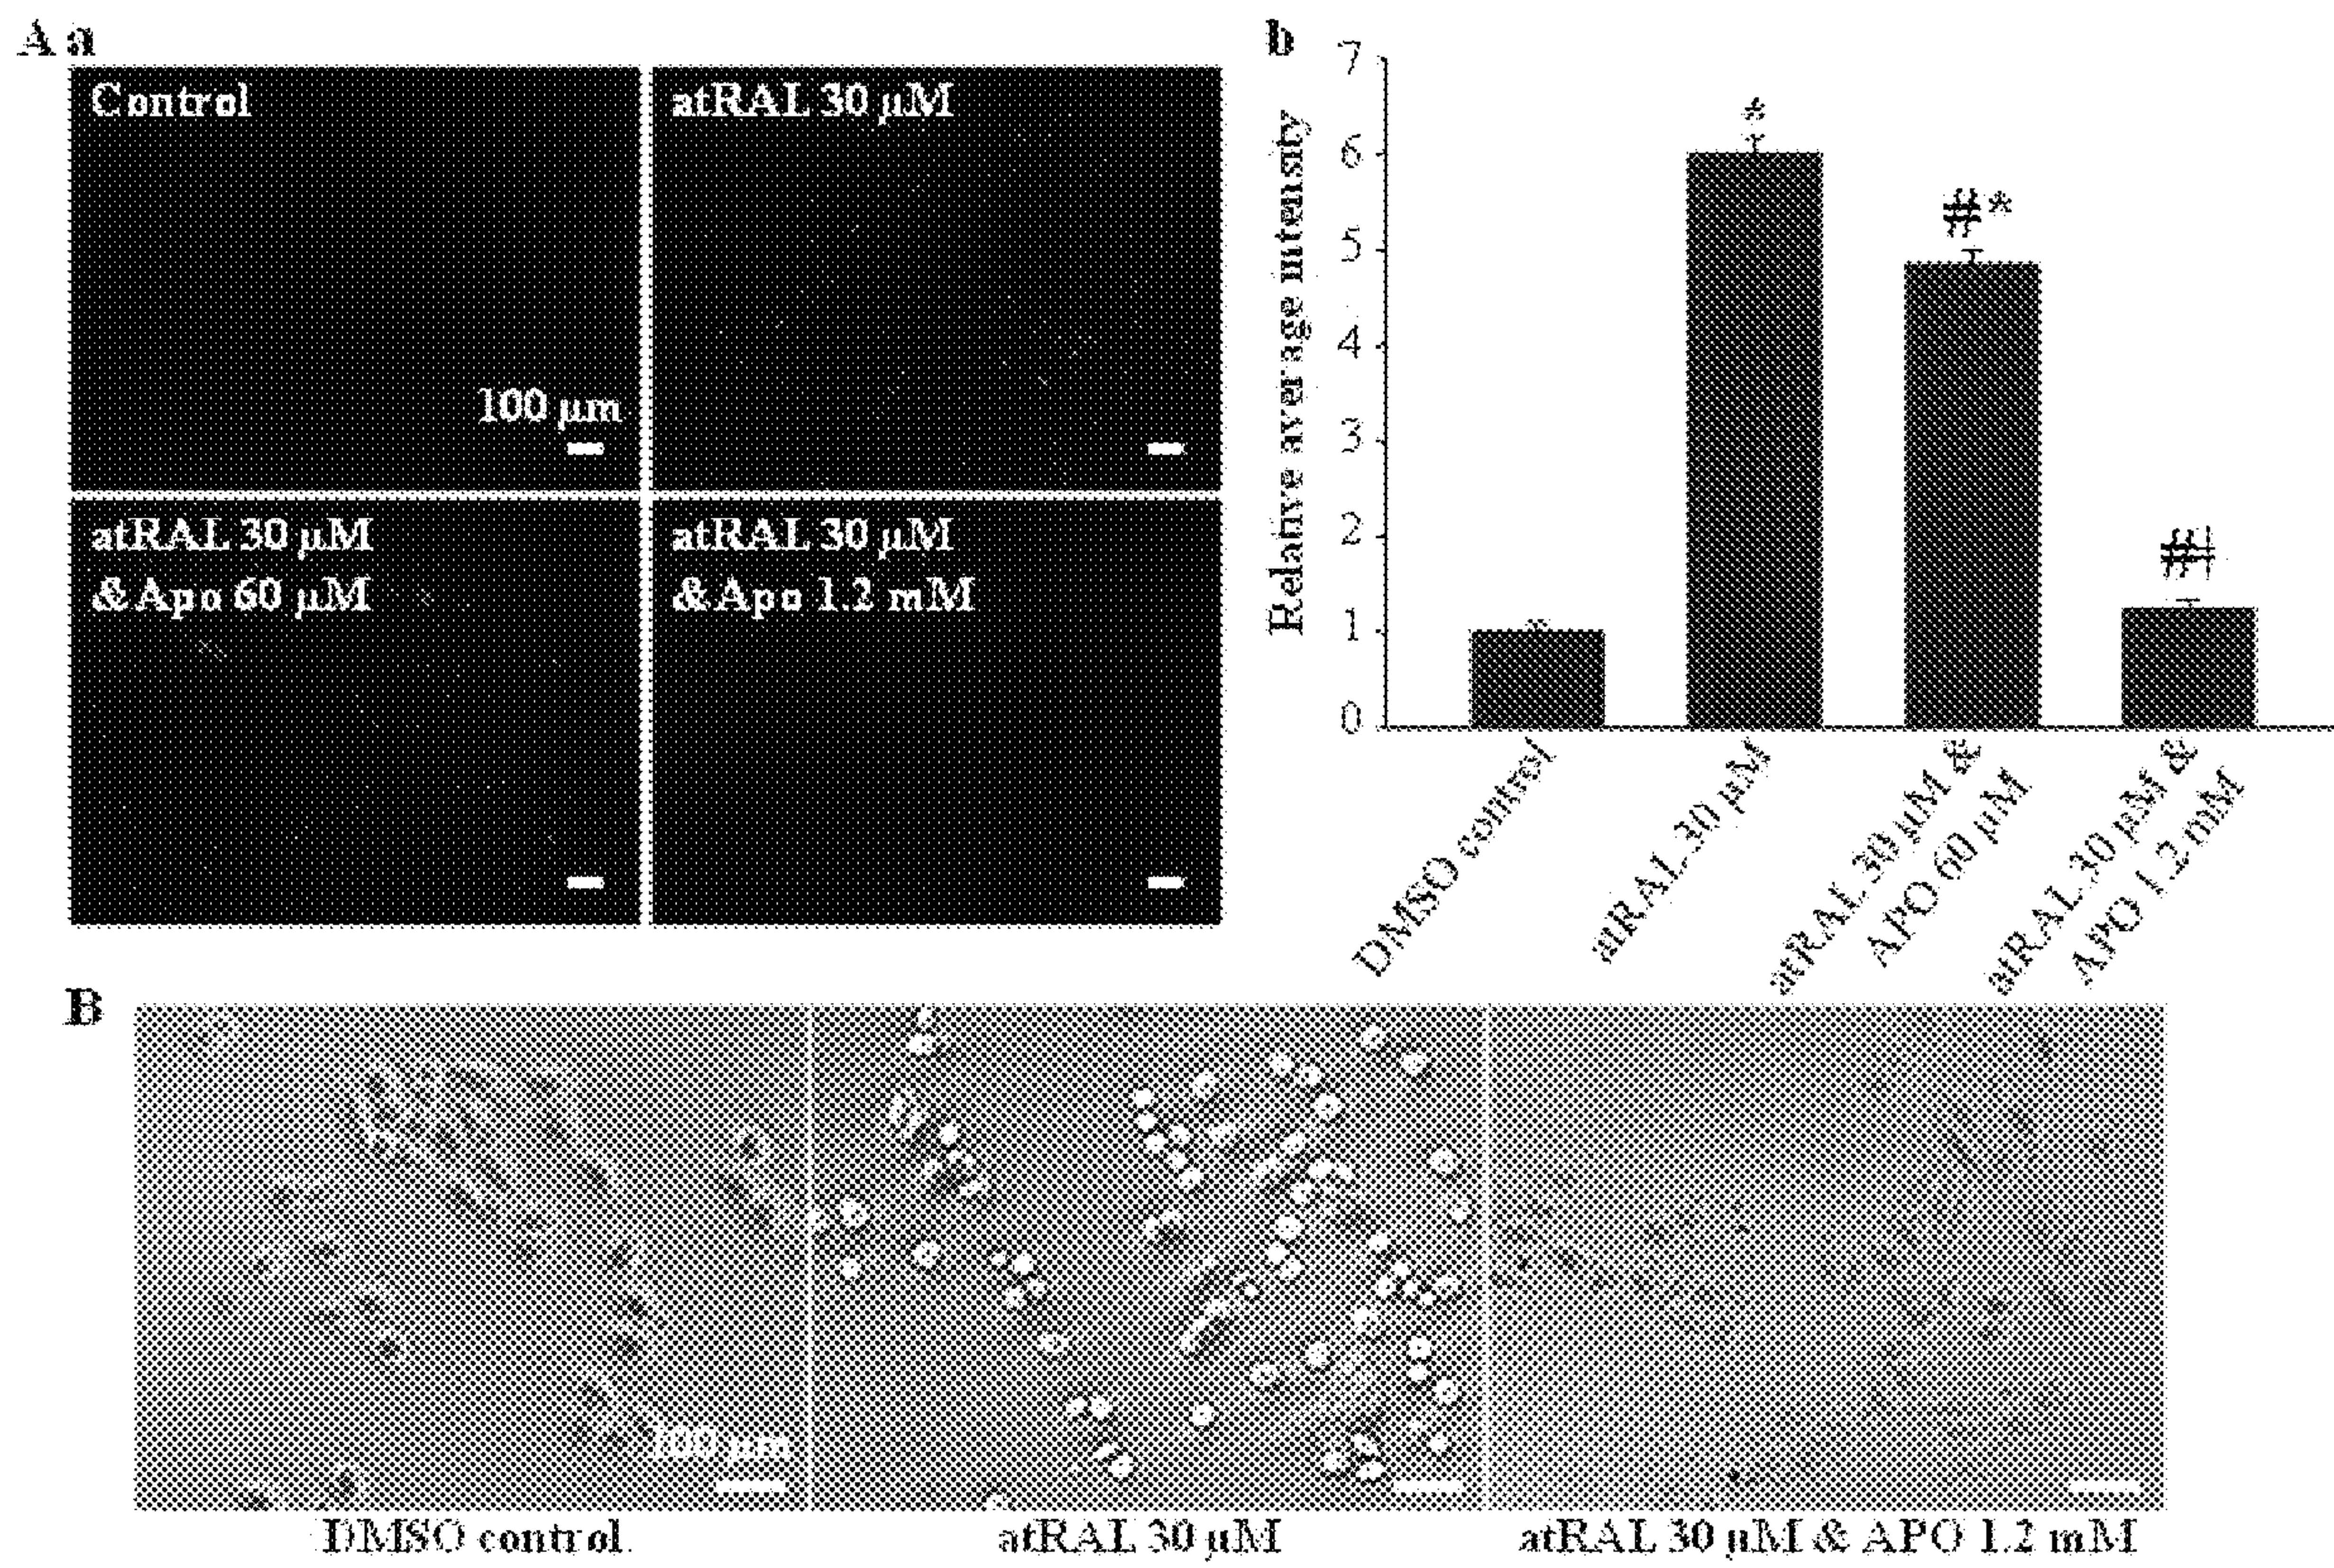 A a
Control
100 μm
atRAL 30 μM
atRAL 30 μM
&Apo 60 μM
atRAL 30 μM
&Apo 1.2 mM
b
Relative average intensity
7
6
5
4
3
2
1
0
*
#*
#†
DMSO control
atRAL 30 μM
atRAL 30 μM &
APO 60 μM
atRAL 30 μM &
APO 1.2 mM
B
100 μm
DMSO control
atRAL 30 μM
atRAL 30 μM & APO 1.2 mM